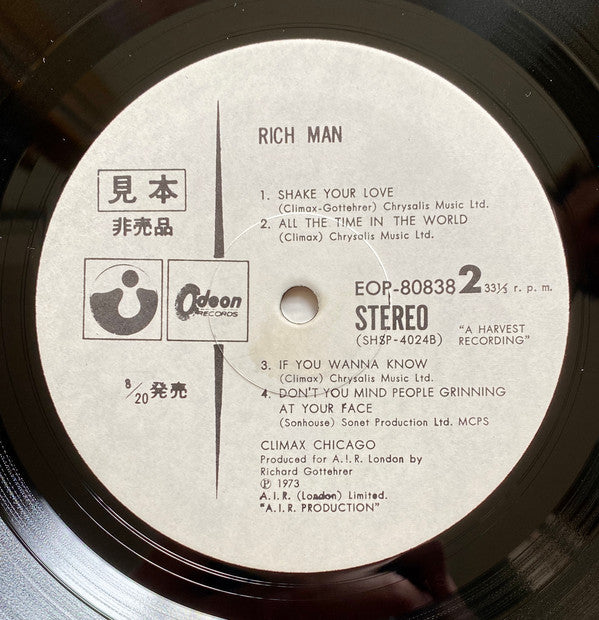 RICH MAN
見本
非売品
1. SHAKE YOUR LOVE
(Climax-Gottehrer) Chrysalis Music Ltd.
2. ALL THE TIME IN THE WORLD
(Climax) Chrysalis Music Ltd.
Odeon
RECORDS
EOP-80838 2 33⅓ r. p. m.
STEREO
(SHSP-4024B)
"A HARVEST
RECORDING"
8/20発売
3. IF YOU WANNA KNOW
(Climax) Chrysalis Music Ltd.
4. DON'T YOU MIND PEOPLE GRINNING
AT YOUR FACE
(Sonhouse) Sonet Production Ltd. MCPS
CLIMAX CHICAGO
Produced for A.I.R. London by
Richard Gottehrer
℗ 1973
A.I.R. (London) Limited.
"A.I.R. PRODUCTION"